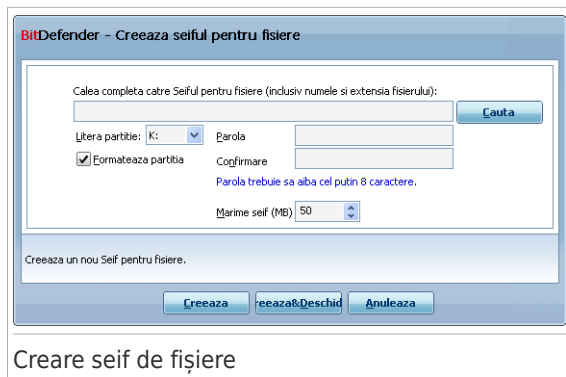 BitDefender - Creeaza seiful pentru fisiere
Calea completa catre Seiful pentru fisiere (inclusiv numele si extensia fisierului):
Cauta
Litera partitie: K: Parola
Formateaza partitia Confirmare
Parola trebuie sa aiba cel putin 8 caractere.
Marime seif (MB) 50
Creeaza un nou Seif pentru fisiere.
Creeaza reeaza&Deschid Anuleaza
Creare seif de fișiere